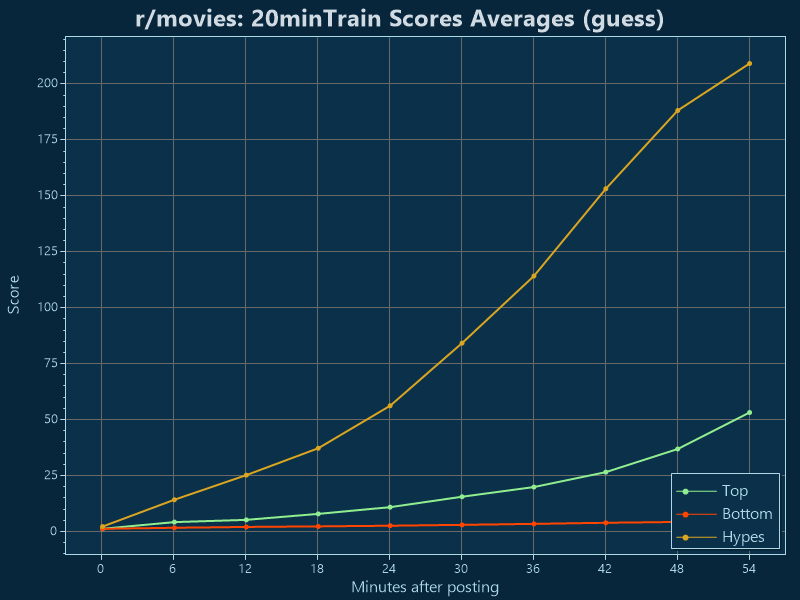 r/movies: 20minTrain Scores Averages (guess)
200
175
150
125
100
75
50
25
0
Score
Top
Bottom
Hypes
0 6 12 18 24 30 36 42 48 54
Minutes after posting